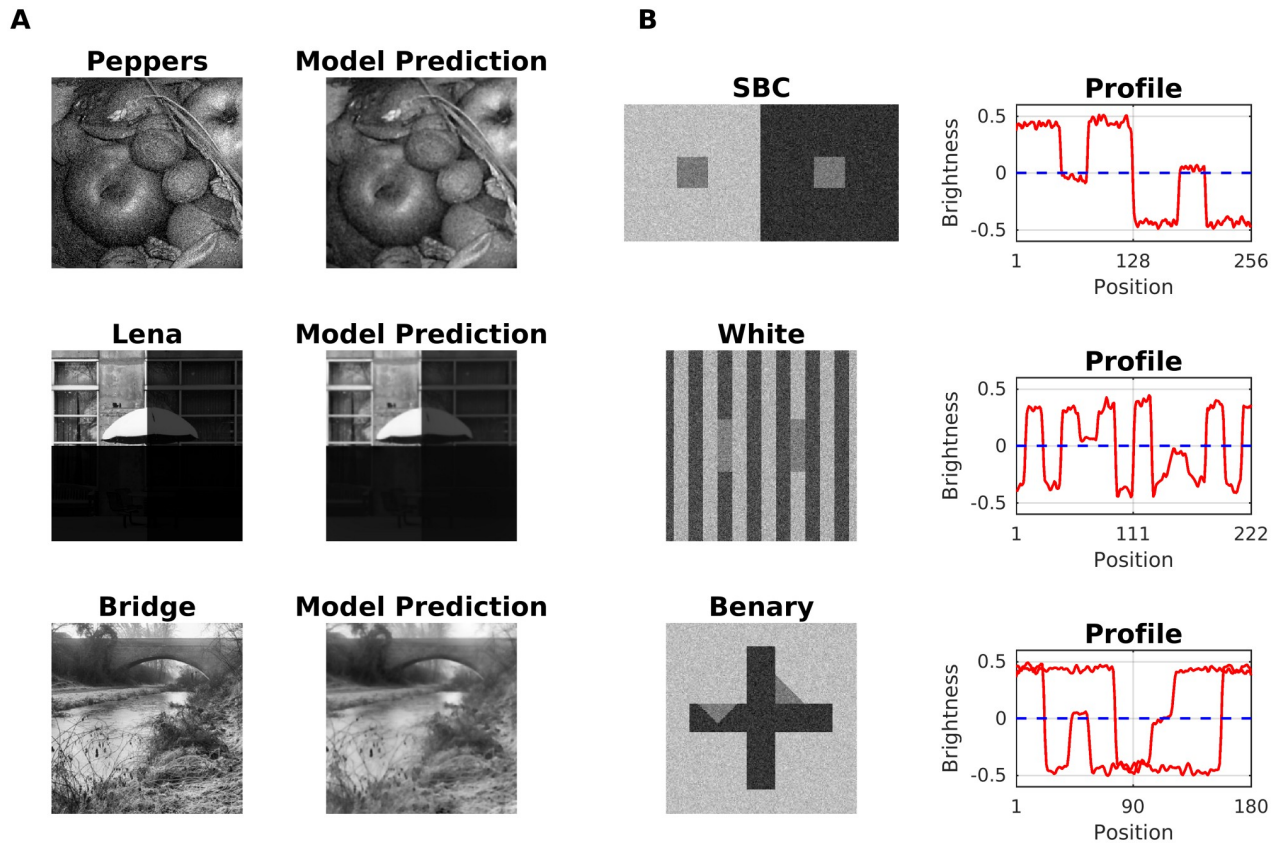 A
B
Peppers
Model Prediction
SBC
Profile
0.5
0
-0.5
Brightness
1
128
256
Position
Lena
Model Prediction
White
Profile
0.5
0
-0.5
Brightness
1
111
222
Position
Bridge
Model Prediction
Benary
Profile
0.5
0
-0.5
Brightness
1
90
180
Position